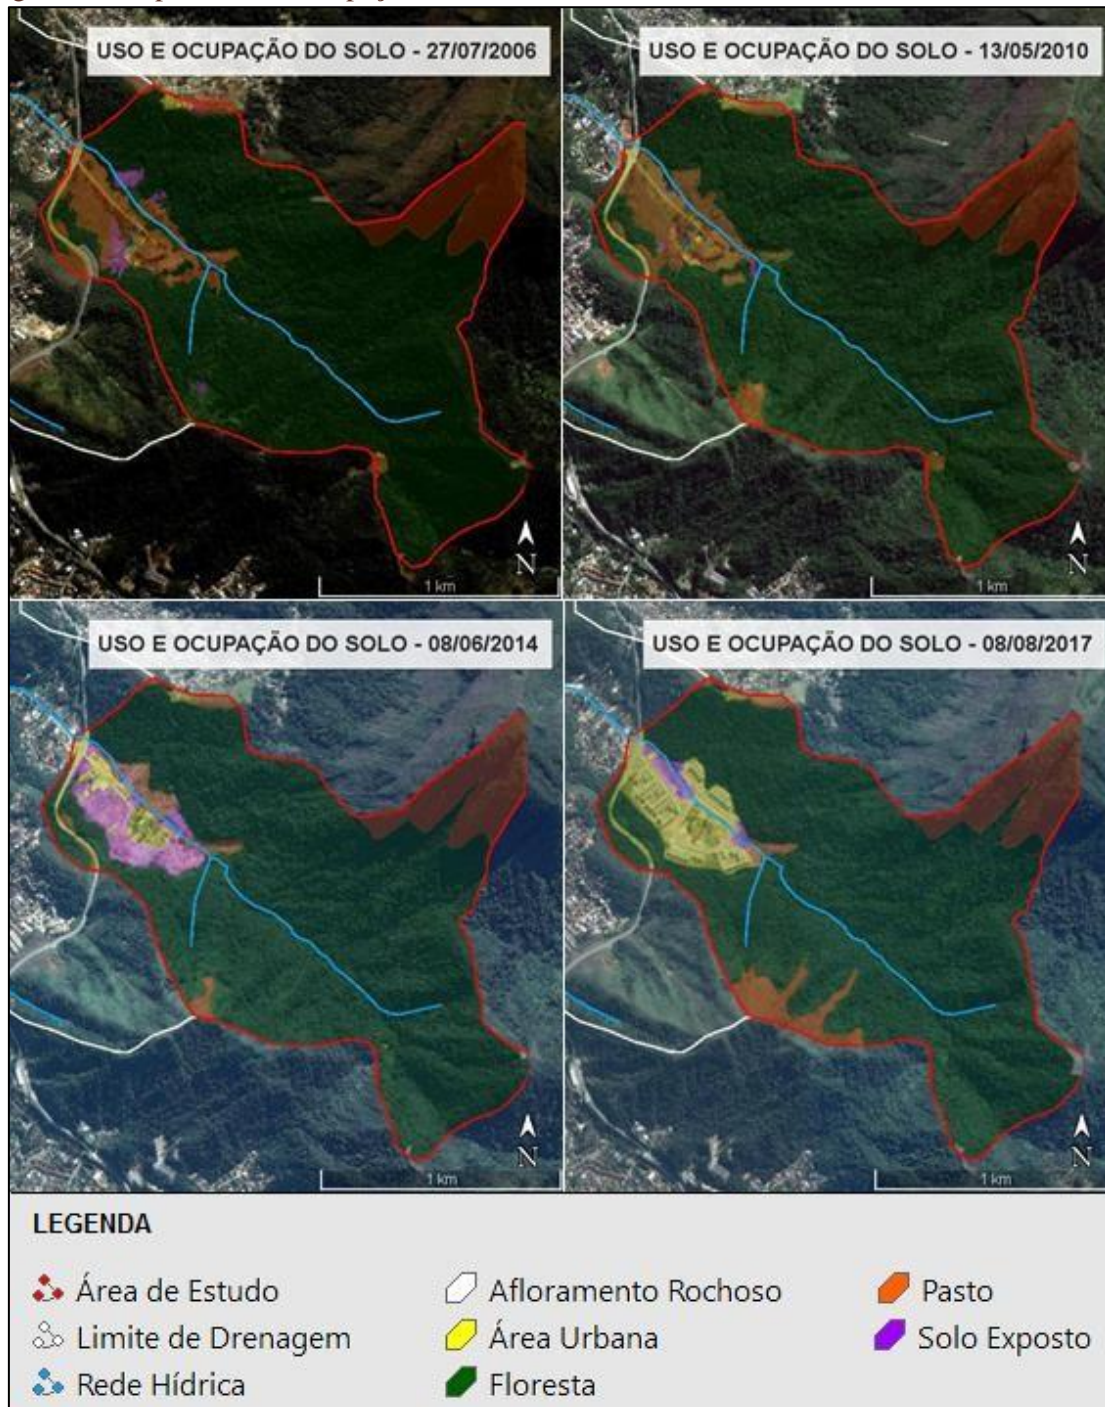 USO E OCUPAÇÃO DO SOLO - 27/07/2006
USO E OCUPAÇÃO DO SOLO - 13/05/2010
N
1 km
N
1 km
USO E OCUPAÇÃO DO SOLO - 08/06/2014
USO E OCUPAÇÃO DO SOLO - 08/08/2017
N
1 km
N
1 km
LEGENDA
Área de Estudo
Afloramento Rochoso
Pasto
Limite de Drenagem
Área Urbana
Solo Exposto
Rede Hídrica
Floresta